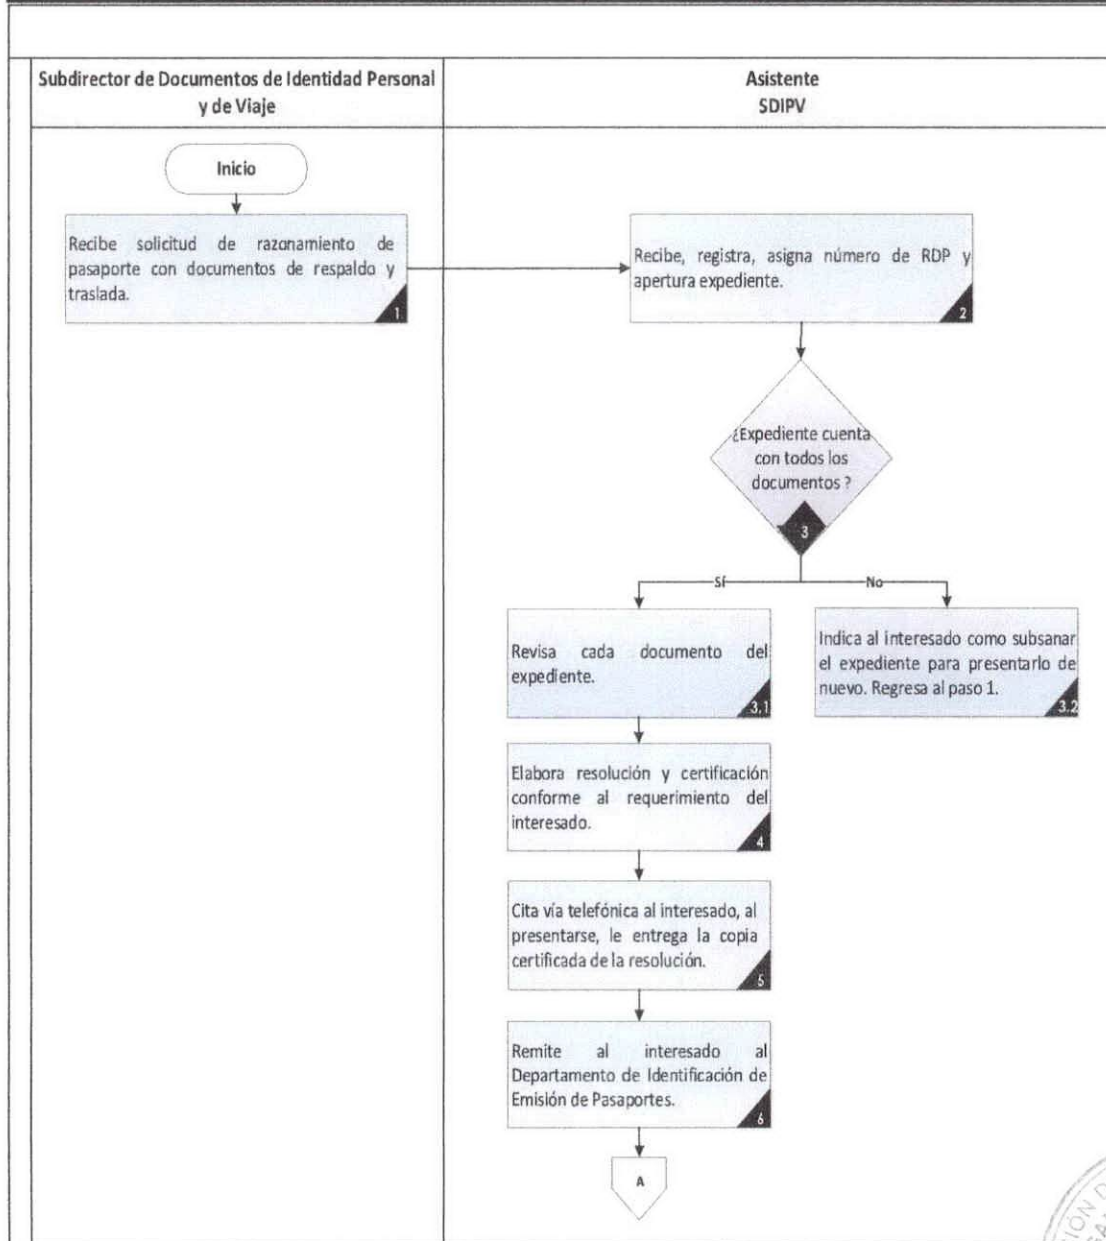 Subdirector de Documentos de Identidad Personal
y de Viaje
Asistente
SDIPV
Inicio
Recibe solicitud de razonamiento de
pasaporte con documentos de respaldo y
traslada.
1
Recibe, registra, asigna número de RDP y
apertura expediente.
2
¿Expediente cuenta
con todos los
documentos ?
3
Sí
No
Revisa cada documento del
expediente.
3.1
Indica al interesado como subsanar
el expediente para presentarlo de
nuevo. Regresa al paso 1.
3.2
Elabora resolución y certificación
conforme al requerimiento del
interesado.
4
Cita vía telefónica al interesado, al
presentarse, le entrega la copia
certificada de la resolución.
5
Remite al interesado al
Departamento de Identificación de
Emisión de Pasaportes.
6
A